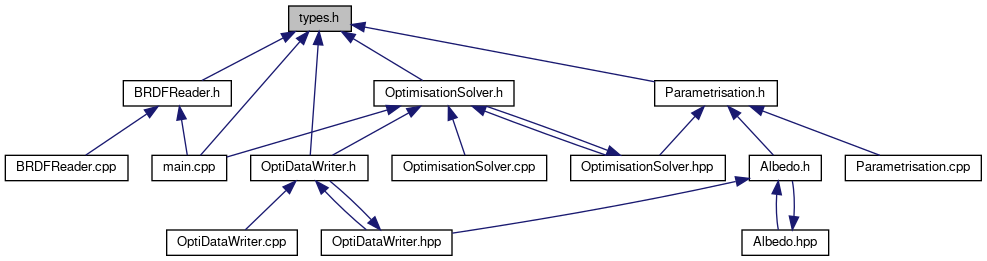 types.h
BRDFReader.h
OptimisationSolver.h
Parametrisation.h
BRDFReader.cpp
main.cpp
OptiDataWriter.h
OptimisationSolver.cpp
OptimisationSolver.hpp
Albedo.h
Parametrisation.cpp
OptiDataWriter.cpp
OptiDataWriter.hpp
Albedo.hpp